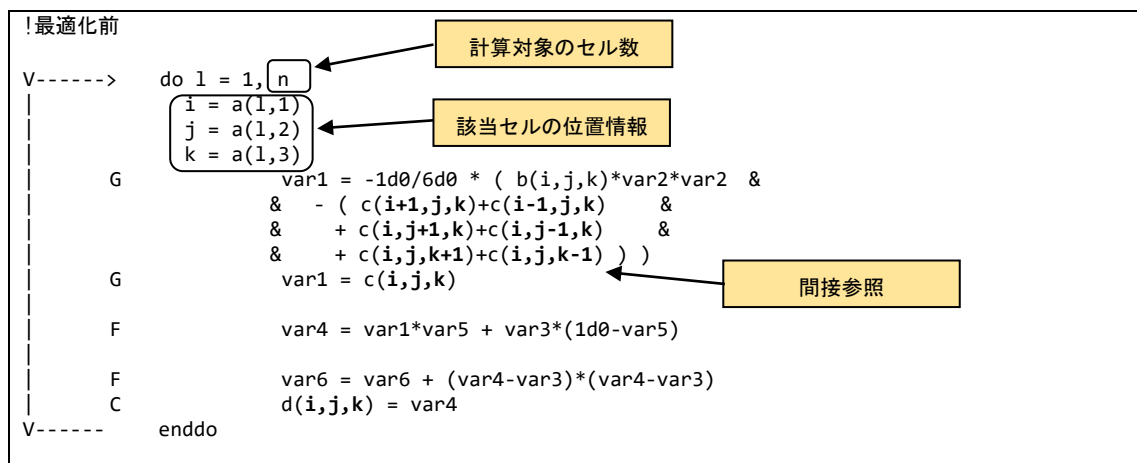 !最適化前
計算対象のセル数
V------>    do l = 1, n
|    i = a(l,1)
|    j = a(l,2)
該当セルの位置情報
|    k = a(l,3)
|    G    var1 = -1d0/6d0 * ( b(i,j,k)*var2*var2  &
|    &   - ( c(i+1,j,k)+c(i-1,j,k)    &
|    &     + c(i,j+1,k)+c(i,j-1,k)    &
|    &     + c(i,j,k+1)+c(i,j,k-1) ) )
|    G    var1 = c(i,j,k)
間接参照
|
|    F    var4 = var1*var5 + var3*(1d0-var5)
|
|    F    var6 = var6 + (var4-var3)*(var4-var3)
|    C    d(i,j,k) = var4
V------    enddo